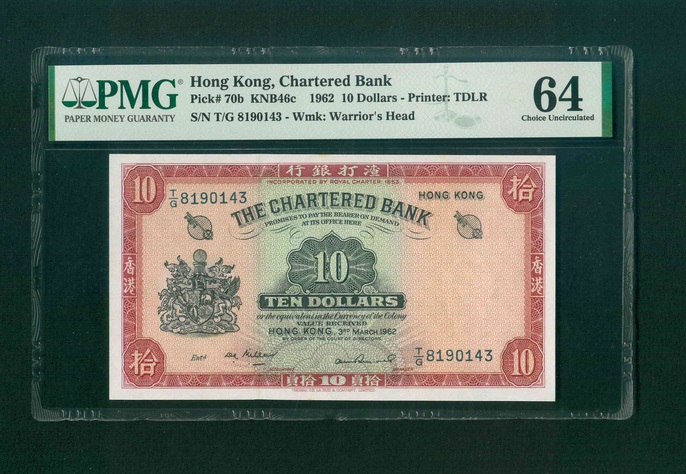 PMG
PAPER MONEY GUARANTY
Hong Kong, Chartered Bank
Pick# 70b KNB46c 1962 10 Dollars - Printer: TDLR
S/N T/G 8190143 - Wmk: Warrior's Head
64
Choice Uncirculated
行銀打渣
INCORPORATED BY ROYAL CHARTER 1853.
10
T/G 8190143
HONG KONG
拾
THE CHARTERED BANK
PROMISES TO PAY THE BEARER ON DEMAND
AT ITS OFFICE HERE
香港
10
香港
TEN DOLLARS
or the equivalent in the Currency of the Colony
VALUE RECEIVED
HONG KONG, 3RD MARCH, 1962
BY ORDER OF THE COURT OF DIRECTORS
Entd
T/G 8190143
拾
10
員拾 10 員拾